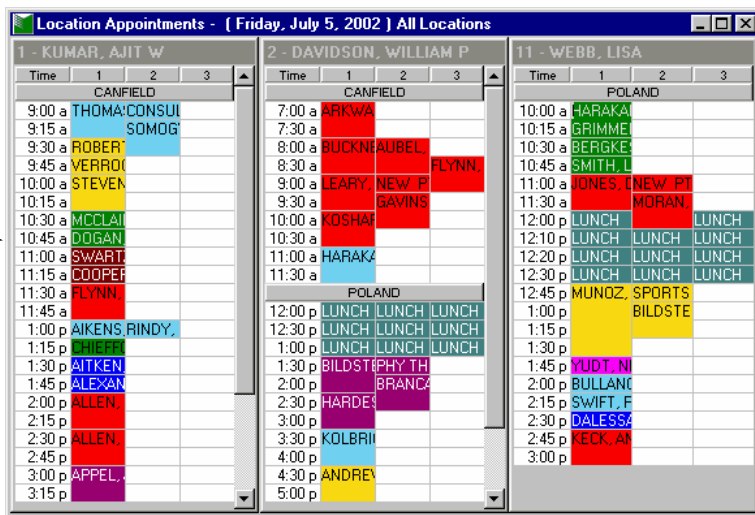 Location Appointments - ( Friday, July 5, 2002 ) All Locations
1 - KUMAR, AJIT W
Time 1 2 3
CANFIELD
9:00 a THOMAS CONSUL
9:15 a SOMOGY
9:30 a ROBERT
9:45 a VERROC
10:00 a STEVEN
10:15 a
10:30 a MCCLAI
10:45 a DOGAN,
11:00 a SWART
11:15 a COOPER
11:30 a FLYNN,
11:45 a
1:00 p AIKENS, RINDY,
1:15 p CHIEFFO
1:30 p AITKEN
1:45 p ALEXAN
2:00 p ALLEN,
2:15 p
2:30 p ALLEN,
2:45 p
3:00 p APPEL,
3:15 p
2 - DAVIDSON, WILLIAM P
Time 1 2 3
CANFIELD
7:00 a ARKWA
7:30 a
8:00 a BUCKNE AUBEL,
8:30 a FLYNN,
9:00 a LEARY, NEW PT
9:30 a GAVINS
10:00 a KOSHAR
10:30 a
11:00 a HARAKA
11:30 a
POLAND
12:00 p LUNCH LUNCH LUNCH
12:30 p LUNCH LUNCH LUNCH
1:00 p LUNCH LUNCH LUNCH
1:30 p BILDSTE PHY TH
2:00 p BRANCA
2:30 p HARDES
3:00 p
3:30 p KOLBRI
4:00 p
4:30 p ANDREV
5:00 p
11 - WEBB, LISA
Time 1 2 3
POLAND
10:00 a HARAKA
10:15 a GRIMME
10:30 a BERGKE
10:45 a SMITH, L
11:00 a JONES, D NEW PT
11:30 a MORAN,
12:00 p LUNCH LUNCH
12:10 p LUNCH LUNCH LUNCH
12:20 p LUNCH LUNCH LUNCH
12:30 p LUNCH LUNCH LUNCH
12:45 p MUNOZ, SPORTS
1:00 p BILDSTE
1:15 p
1:30 p
1:45 p YUDT, NI
2:00 p BULLANC
2:15 p SWIFT, F
2:30 p DALESSA
2:45 p KECK, AN
3:00 p